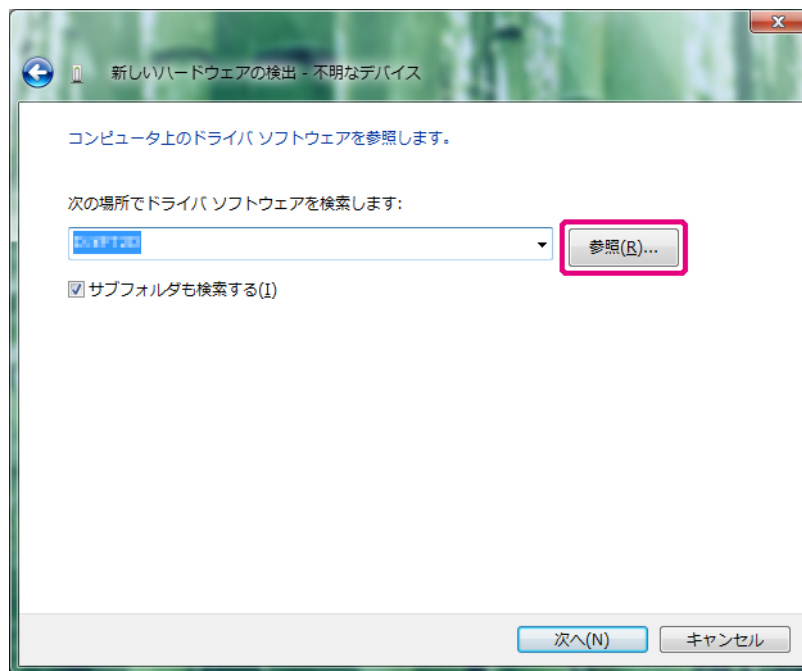 新しいハードウェアの検出 - 不明なデバイス
コンピュータ上のドライバ ソフトウェアを参照します。
次の場所でドライバ ソフトウェアを検索します:
参照(R)...
サブフォルダも検索する(I)
次へ(N)
キャンセル